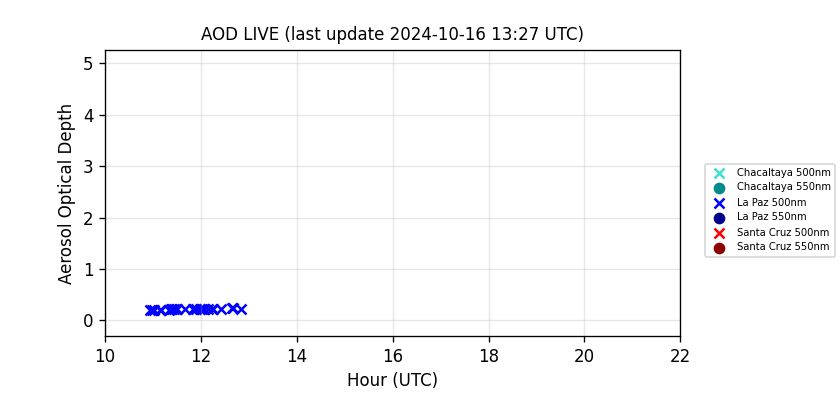 AOD LIVE (last update 2024-10-16 13:27 UTC)
5
4
3
2
1
0
Aerosol Optical Depth
10 12 14 16 18 20 22
Hour (UTC)
Chacaltaya 500nm
Chacaltaya 550nm
La Paz 500nm
La Paz 550nm
Santa Cruz 500nm
Santa Cruz 550nm